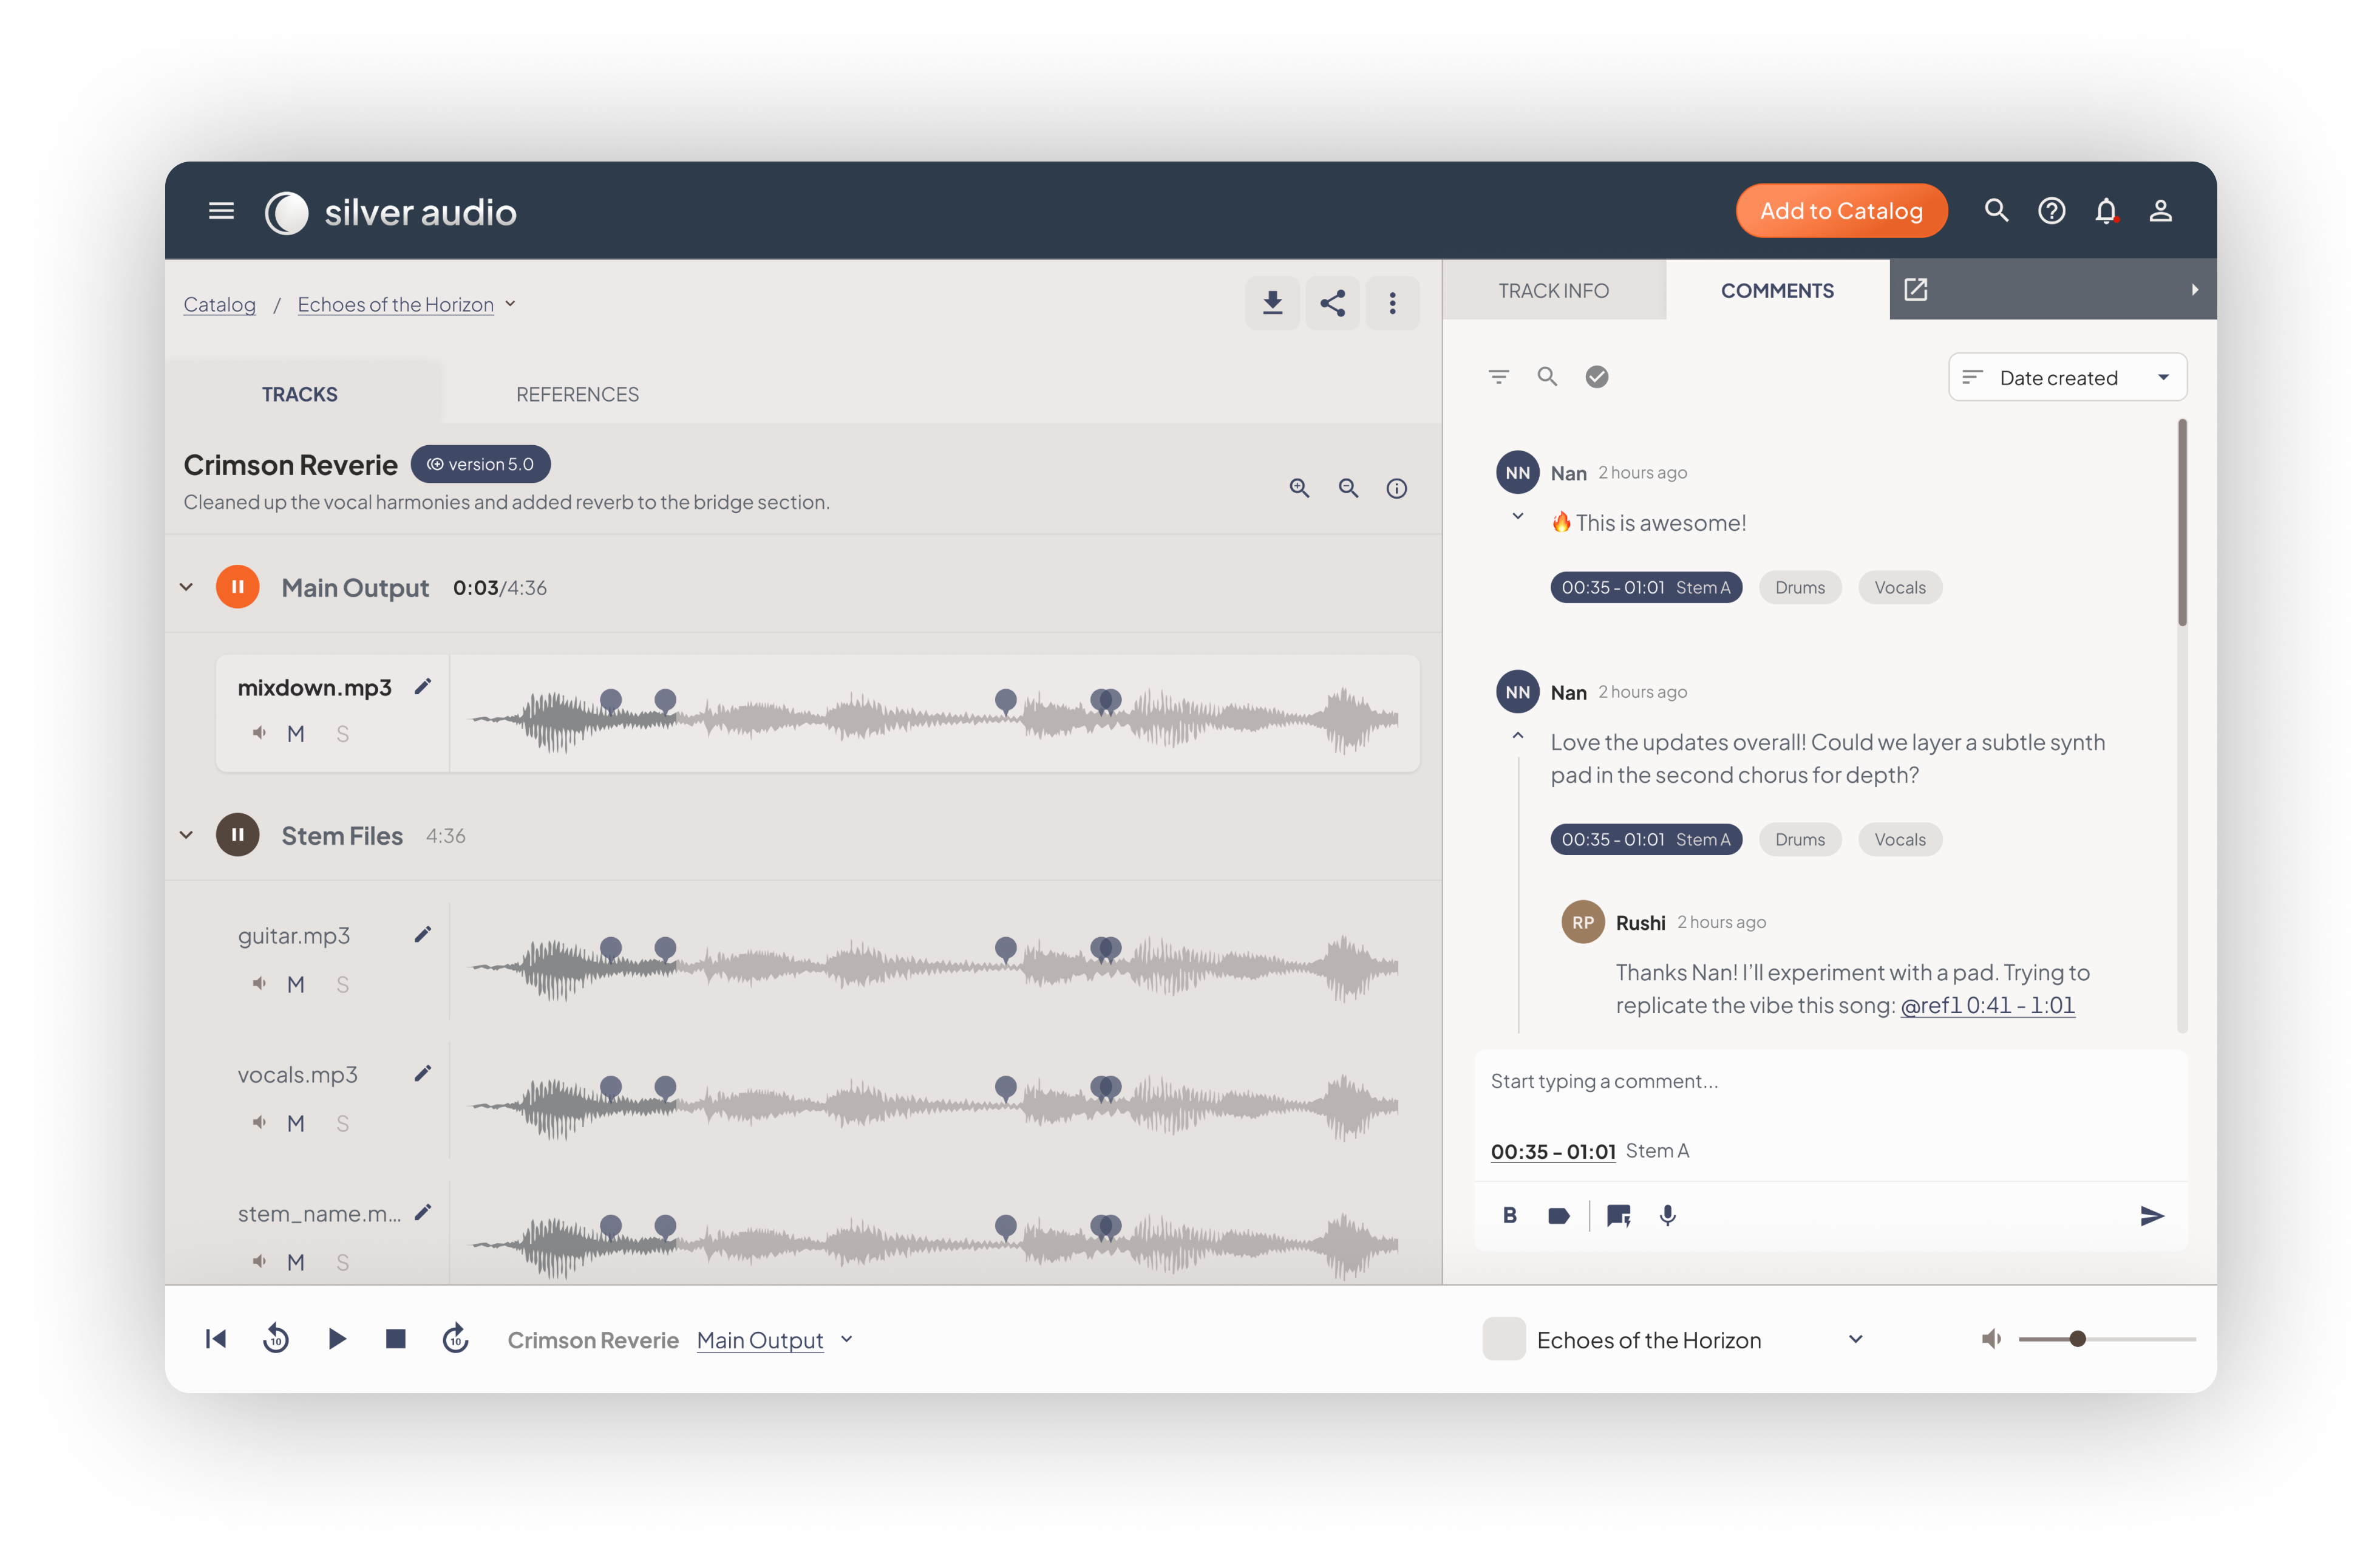 silver audio
Add to Catalog
Catalog / Echoes of the Horizon
TRACKS
REFERENCES
Crimson Reverie
version 5.0
Cleaned up the vocal harmonies and added reverb to the bridge section.
Main Output 0:03/4:36
mixdown.mp3
M S
Stem Files 4:36
guitar.mp3
M S
vocals.mp3
M S
stem_name.m...
M S
TRACK INFO
COMMENTS
Date created
NN Nan 2 hours ago
🔥 This is awesome!
00:35 - 01:01 Stem A Drums Vocals
NN Nan 2 hours ago
Love the updates overall! Could we layer a subtle synth
pad in the second chorus for depth?
00:35 - 01:01 Stem A Drums Vocals
RP Rushi 2 hours ago
Thanks Nan! I'll experiment with a pad. Trying to
replicate the vibe this song: @ref1 0:41 - 1:01
Start typing a comment...
00:35 - 01:01 Stem A
B
10
10
Crimson Reverie Main Output
Echoes of the Horizon